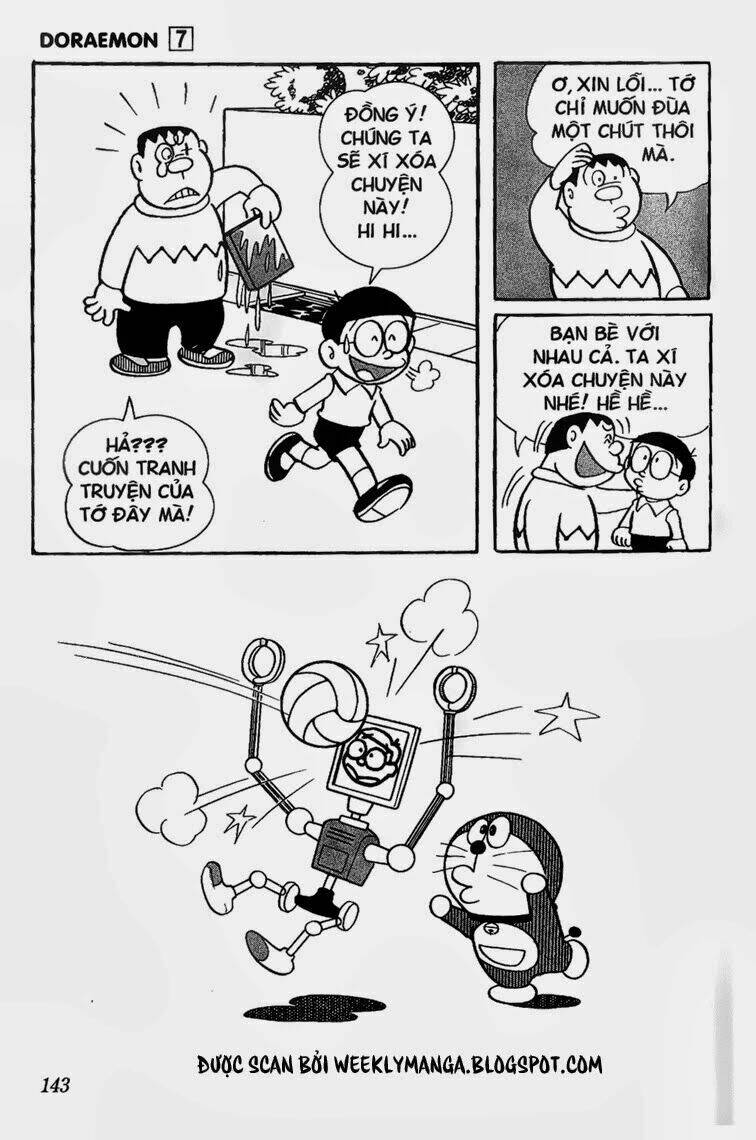 DORAEMON 7
Ơ, XIN LỖI... TỚ
CHỈ MUỐN ĐÙA
MỘT CHÚT THÔI
MÀ.
BẠN BÈ VỚI
NHAU CẢ. TA XÍ
XÓA CHUYỆN NÀY
NHÉ! HỀ HỀ...
ĐỒNG Ý!
CHÚNG TA
SẼ XÍ XÓA
CHUYỆN
NÀY!
HI HI...
HẢ???
CUỐN TRANH
TRUYỆN CỦA
TỚ ĐÂY MÀ!
ĐƯỢC SCAN BỞI WEEKLYMANGA.BLOGSPOT.COM
143